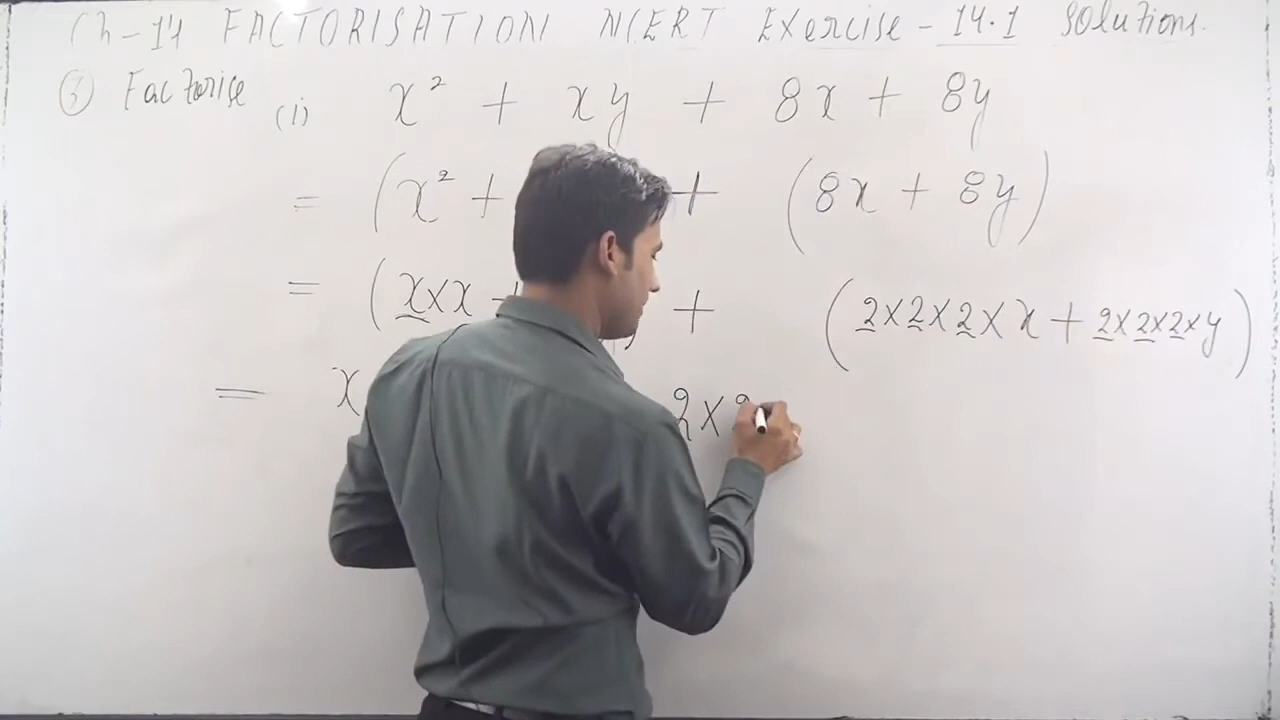 Ch-14 FACTORISATION NCERT Exercise - 14.1 Solutions.
③ Factorise (i) x² + xy + 8x + 8y
= (x² + + (8x + 8y)
= (x×x + ) + (2×2×2×x + 2×2×2×y)
= x 2×2